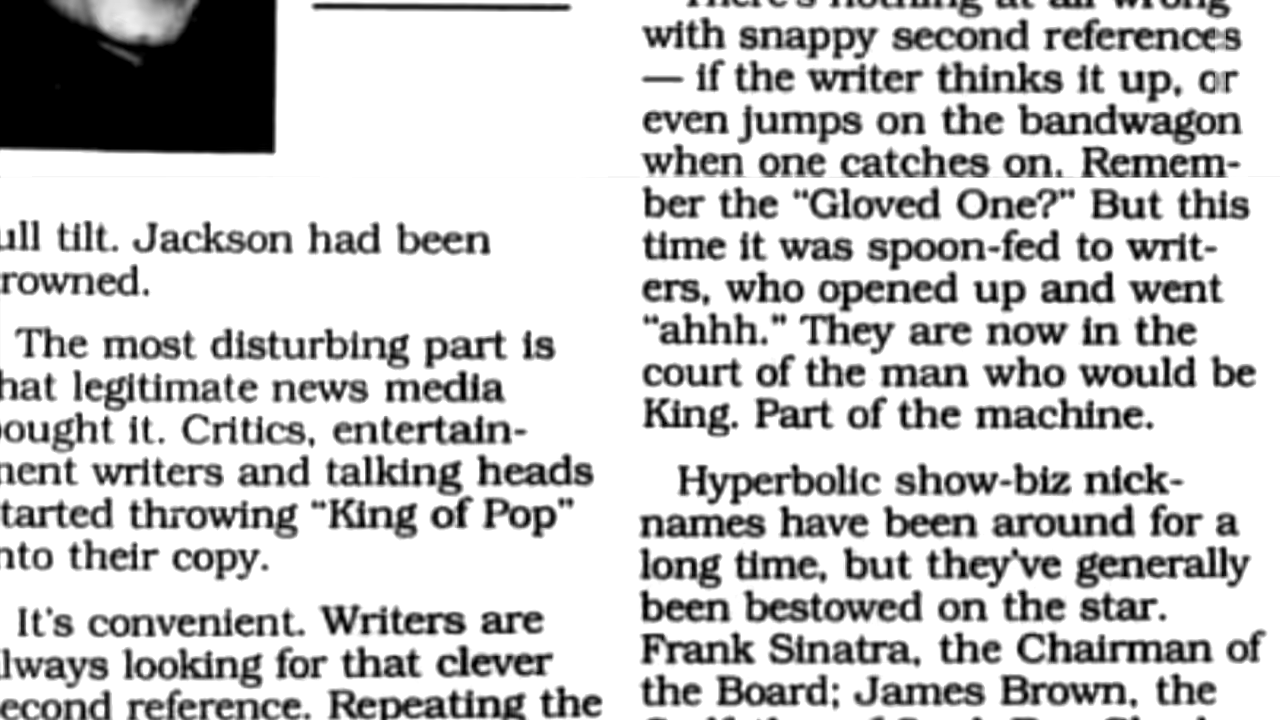 ull tilt. Jackson had been
rowned.
The most disturbing part is
hat legitimate news media
ought it. Critics, entertain-
nent writers and talking heads
tarted throwing “King of Pop”
nto their copy.
It's convenient. Writers are
lways looking for that clever
econd reference. Repeating the
There's nothing at all wrong
with snappy second references
— if the writer thinks it up, or
even jumps on the bandwagon
when one catches on. Remem-
ber the “Gloved One?” But this
time it was spoon-fed to writ-
ers, who opened up and went
“ahhh.” They are now in the
court of the man who would be
King. Part of the machine.
Hyperbolic show-biz nick-
names have been around for a
long time, but they've generally
been bestowed on the star.
Frank Sinatra, the Chairman of
the Board; James Brown, the